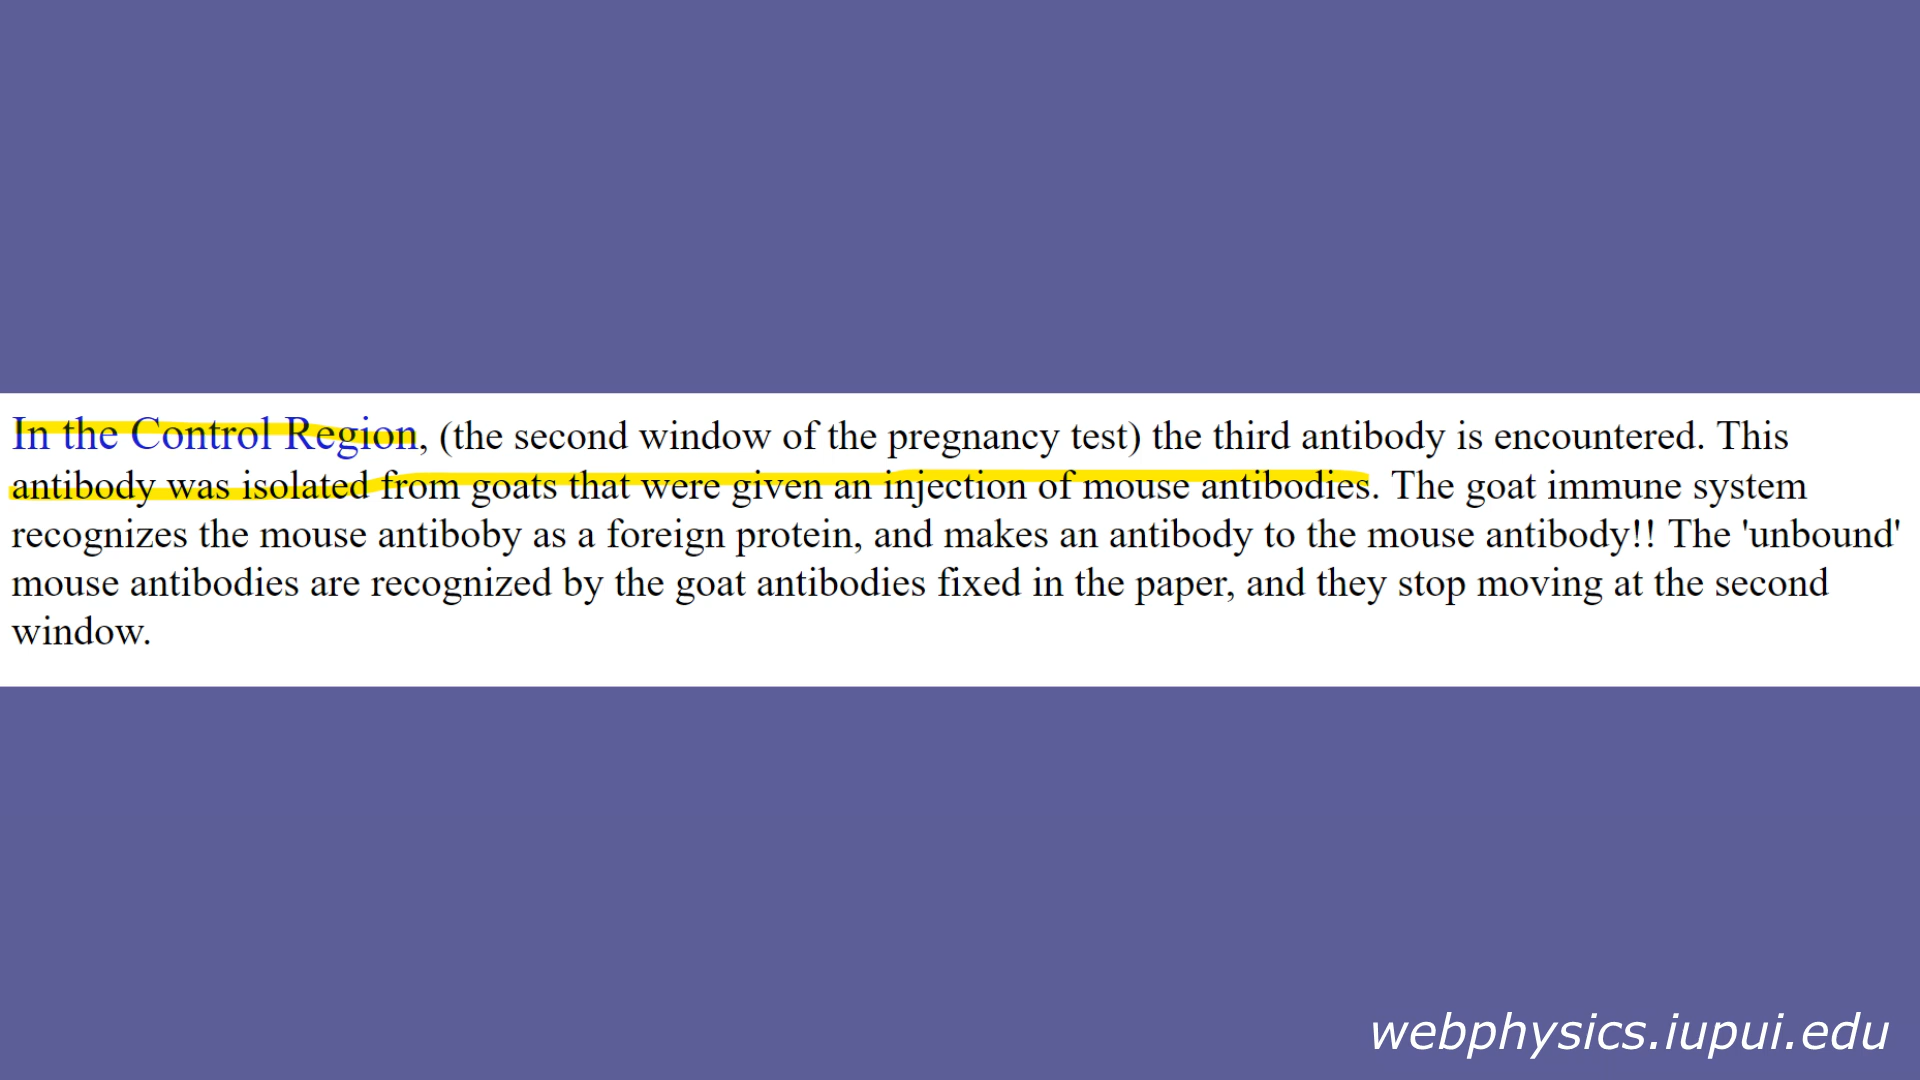 In the Control Region, (the second window of the pregnancy test) the third antibody is encountered. This
antibody was isolated from goats that were given an injection of mouse antibodies. The goat immune system
recognizes the mouse antiboby as a foreign protein, and makes an antibody to the mouse antibody!! The 'unbound'
mouse antibodies are recognized by the goat antibodies fixed in the paper, and they stop moving at the second
window.
webphysics.iupui.edu